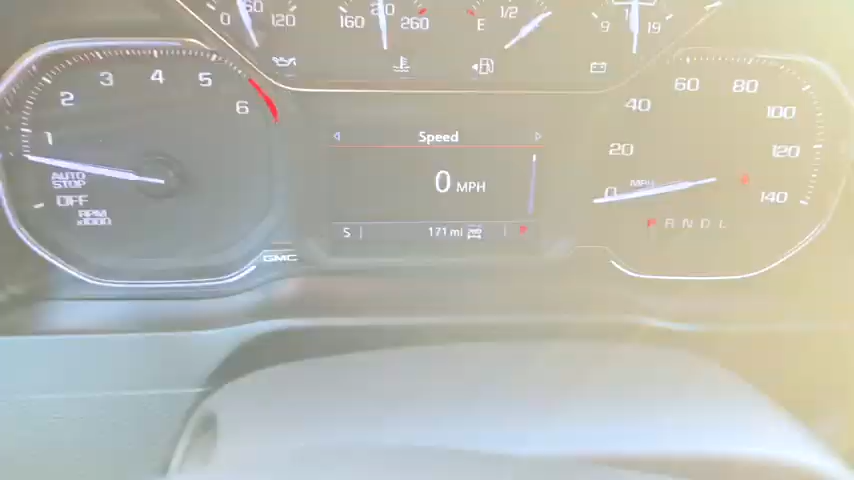 0 60 120
160 210 260
E 1/2
9 19
1 2 3 4 5 6
AUTO
STOP
OFF
RPM
x1000
GMC
Speed
0 MPH
S 171 mi
0 20 40 60 80 100 120 140
MPH
P R N D L